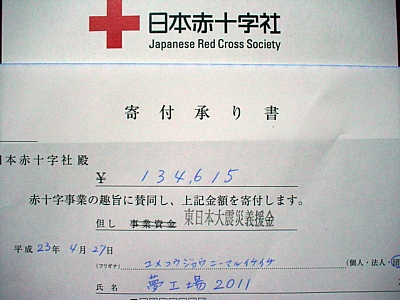 日本赤十字社
Japanese Red Cross Society
寄付承り書
本赤十字社 殿
¥ 134,615
赤十字事業の趣旨に賛同し、上記金額を寄付します。
但し 事業資金 東日本大震災義援金
平成 23年 4月 27日
(フリガナ) ユメコウジョウニーマルイチイチ
(個人・法人・団
夢工場2011
氏